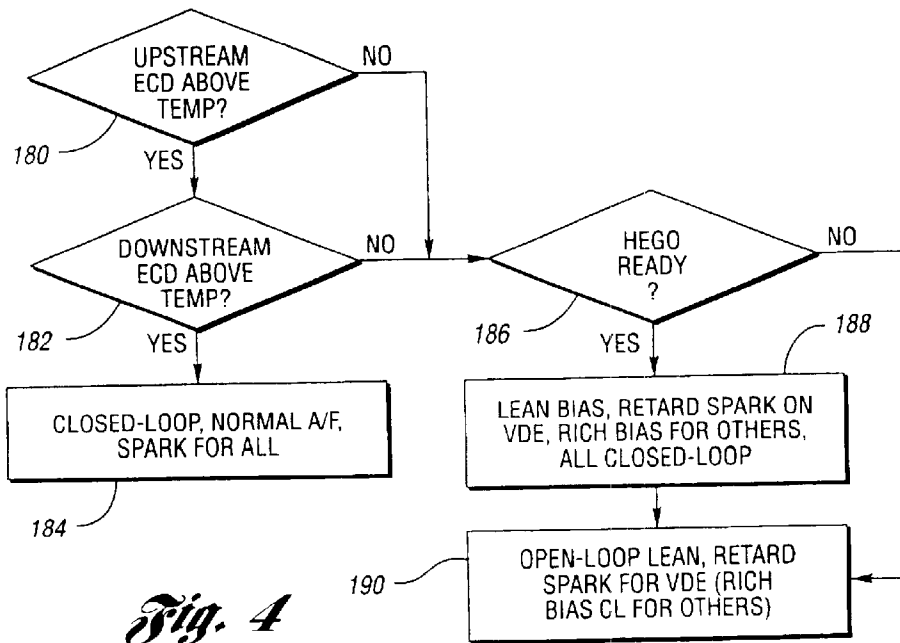 UPSTREAM
ECD ABOVE
TEMP?
NO
180
YES
DOWNSTREAM
ECD ABOVE
TEMP?
NO
182
YES
HEGO
READY
?
NO
186
YES
188
CLOSED-LOOP, NORMAL A/F,
SPARK FOR ALL
184
LEAN BIAS, RETARD SPARK ON
VDE, RICH BIAS FOR OTHERS,
ALL CLOSED-LOOP
190
OPEN-LOOP LEAN, RETARD
SPARK FOR VDE (RICH
BIAS CL FOR OTHERS)
Fig. 4